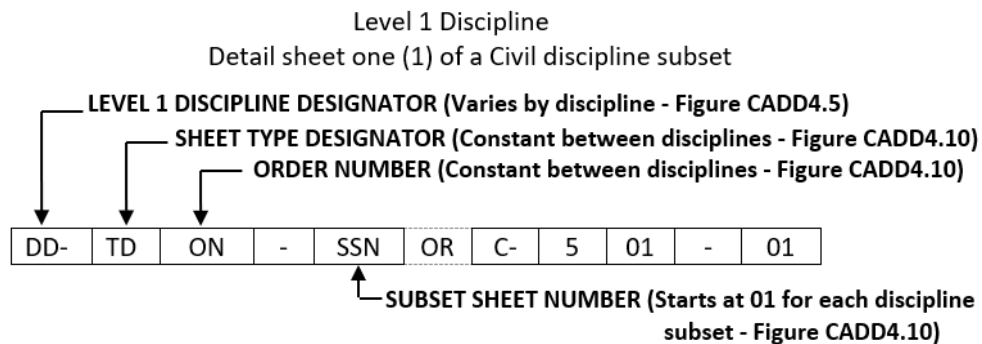 Level 1 Discipline
Detail sheet one (1) of a Civil discipline subset
LEVEL 1 DISCIPLINE DESIGNATOR (Varies by discipline - Figure CADD4.5)
SHEET TYPE DESIGNATOR (Constant between disciplines - Figure CADD4.10)
ORDER NUMBER (Constant between disciplines - Figure CADD4.10)
DD- TD ON - SSN OR C- 5 01 - 01
SUBSET SHEET NUMBER (Starts at 01 for each discipline
subset - Figure CADD4.10)